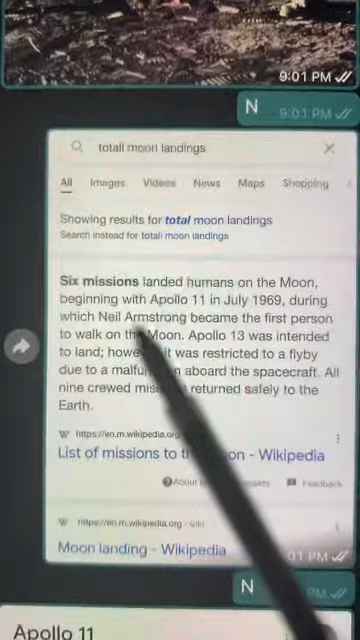 9:01 PM
N
9:01 PM
totall moon landings
All Images Videos News Maps Shopping
Showing results for total moon landings
Search instead for totall moon landings
Six missions landed humans on the Moon,
beginning with Apollo 11 in July 1969, during
which Neil Armstrong became the first person
to walk on the Moon. Apollo 13 was intended
to land; it was restricted to a flyby
due to a aboard the spacecraft. All
nine crewed returned safely to the
Earth.
W https://en.m.wikipedia.org
List of missions to - Wikipedia
About Feedback
W https://en.m.wikipedia.org › wiki
Moon landing - Wikipedia
01 PM
N
PM
Apollo 11